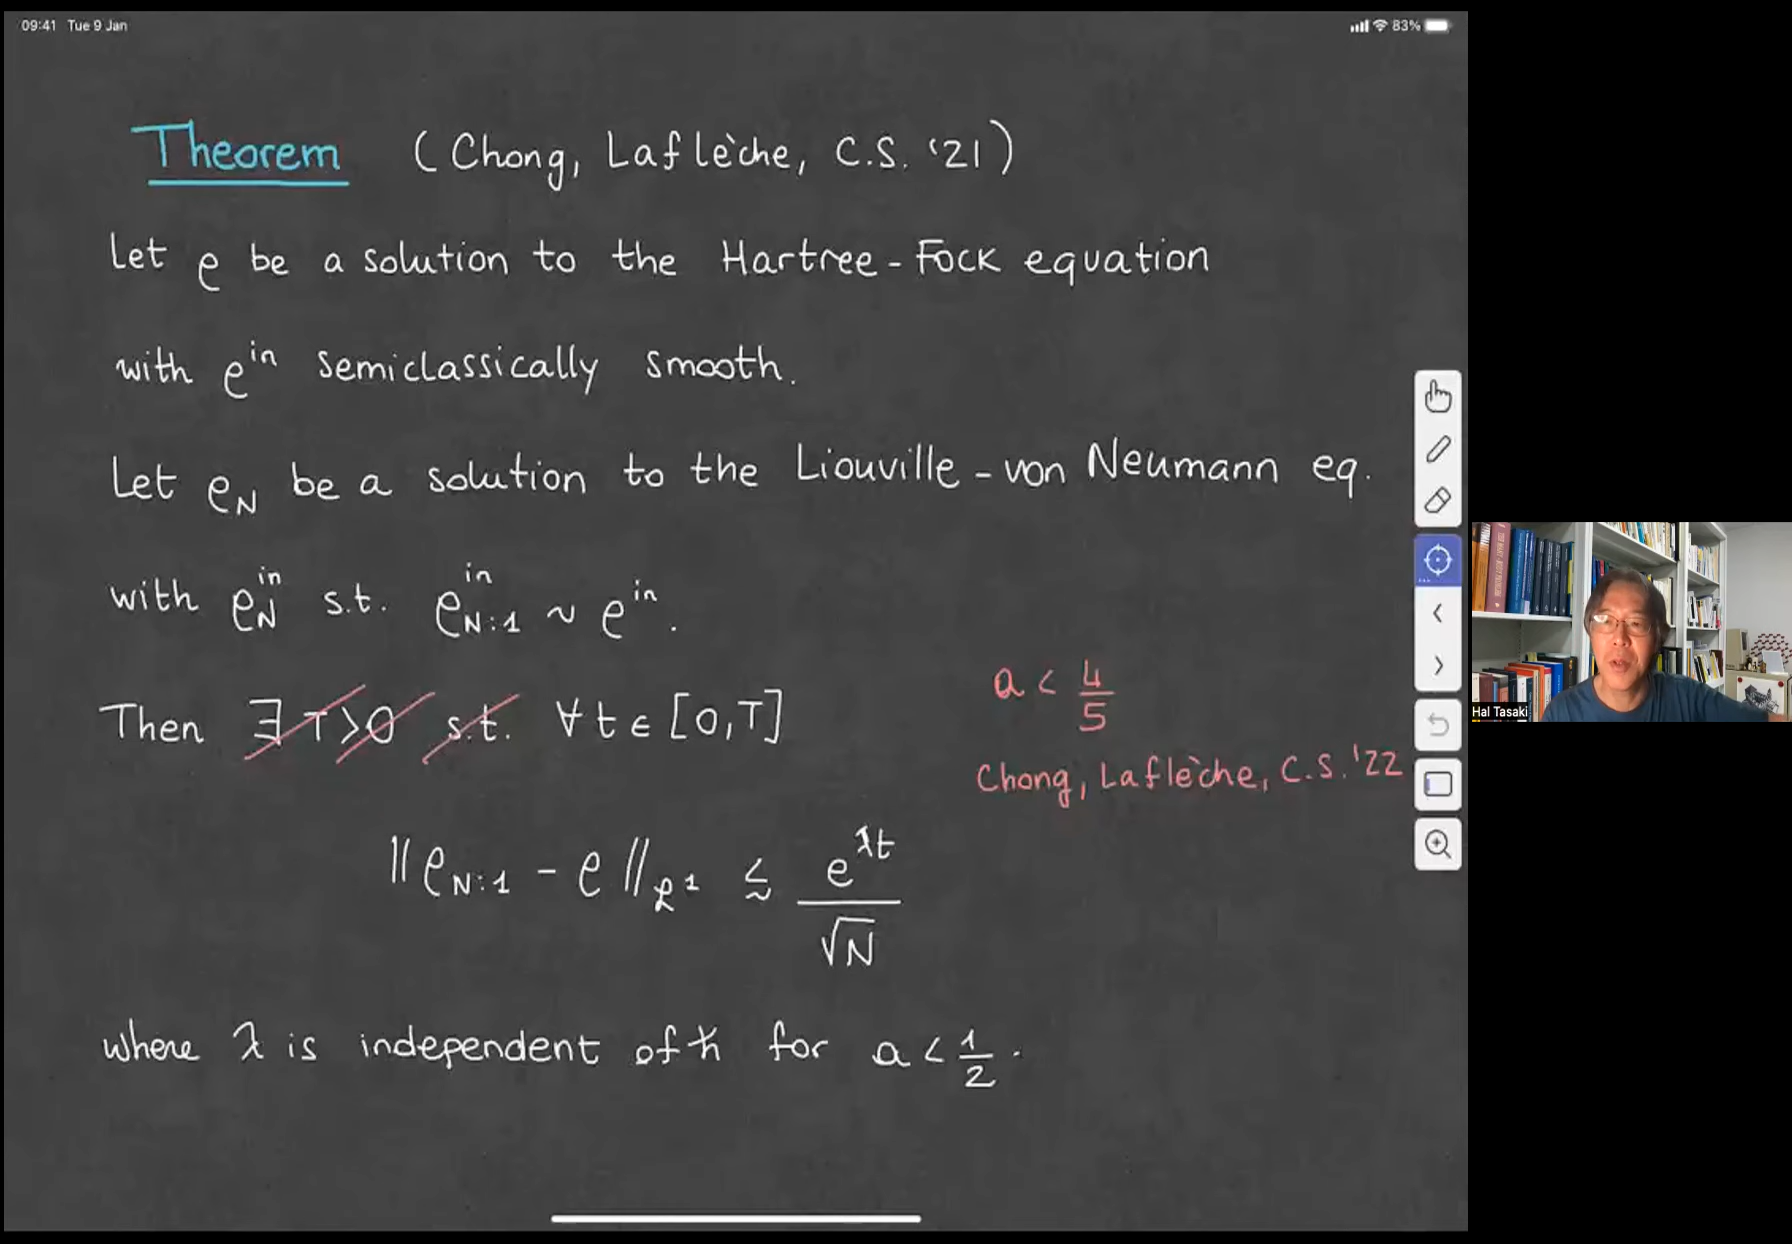 09:41 Tue 9 Jan
83%
Theorem (Chong, Laflèche, C.S. '21)
Let ρ be a solution to the Hartree-Fock equation
with ρ^in semiclassically smooth.
Let ρ_N be a solution to the Liouville-von Neumann eq.
with ρ_N^in s.t. ρ_{N:1}^in ~ ρ^in.
Then ∃ T>0 s.t. ∀ t ∈ [0,T]
a < 4/5
Chong, Laflèche, C.S. '22
||ρ_{N:1} - ρ||_{L^1} ≲ e^{λt}/√N
where λ is independent of ħ for a < 1/2.
Hal Tasaki